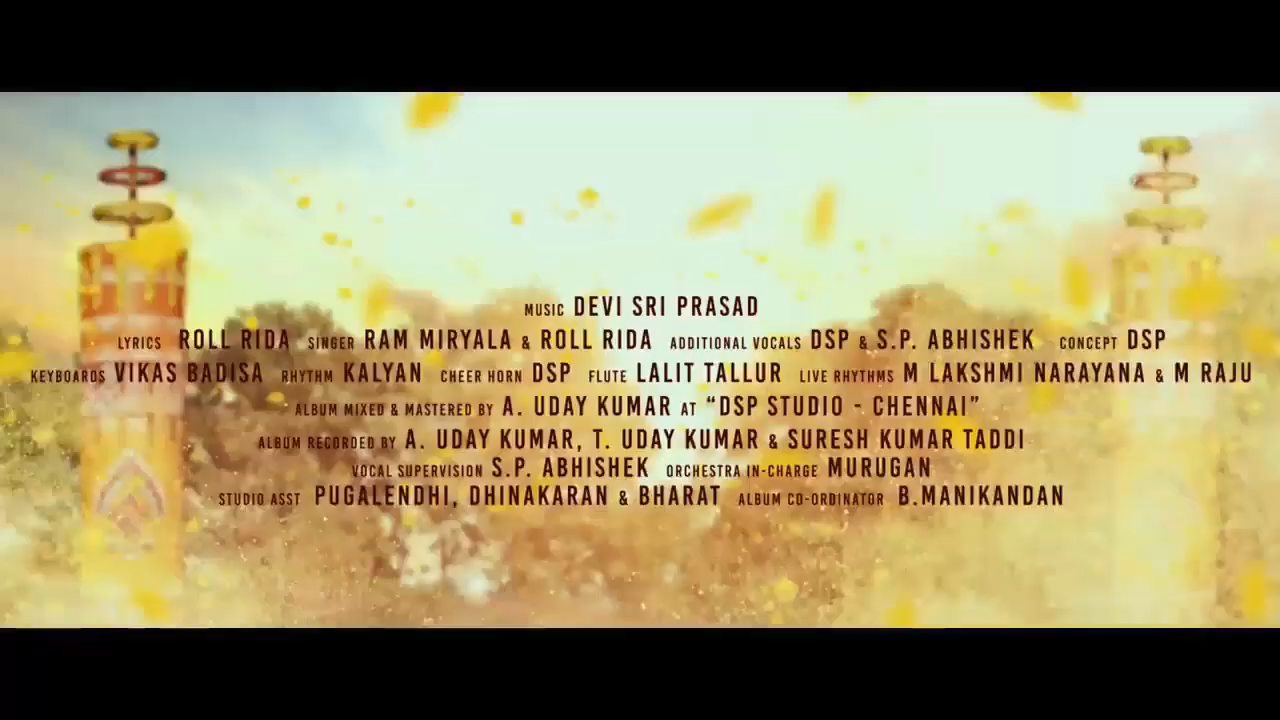 MUSIC DEVI SRI PRASAD
LYRICS ROLL RIDA SINGER RAM MIRYALA & ROLL RIDA ADDITIONAL VOCALS DSP & S.P. ABHISHEK CONCEPT DSP
KEYBOARDS VIKAS BADISA RHYTHM KALYAN CHEER HORN DSP FLUTE LALIT TALLUR LIVE RHYTHMS M LAKSHMI NARAYANA & M RAJU
ALBUM MIXED & MASTERED BY A. UDAY KUMAR AT “DSP STUDIO - CHENNAI”
ALBUM RECORDED BY A. UDAY KUMAR, T. UDAY KUMAR & SURESH KUMAR TADDI
VOCAL SUPERVISION S.P. ABHISHEK ORCHESTRA IN-CHARGE MURUGAN
STUDIO ASST PUGALENDHI, DHINAKARAN & BHARAT ALBUM CO-ORDINATOR B.MANIKANDAN